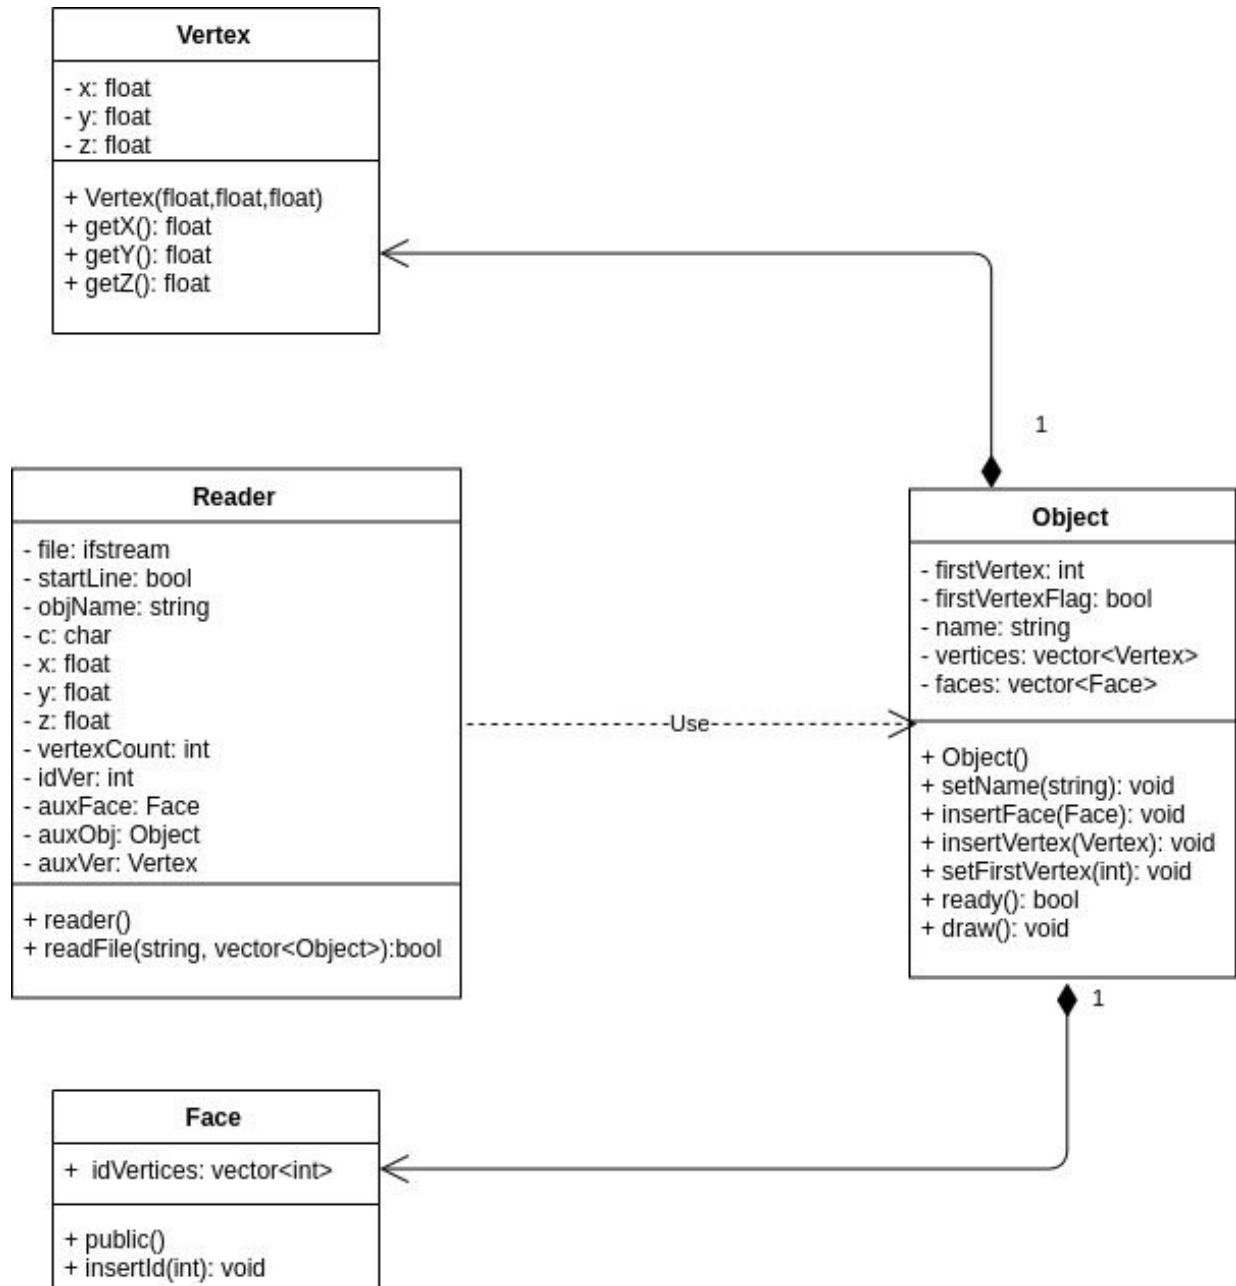 Vertex
- x: float
- y: float
- z: float
+ Vertex(float,float,float)
+ getX(): float
+ getY(): float
+ getZ(): float
1
Reader
- file: ifstream
- startLine: bool
- objName: string
- c: char
- x: float
- y: float
- z: float
- vertexCount: int
- idVer: int
- auxFace: Face
- auxObj: Object
- auxVer: Vertex
+ reader()
+ readFile(string, vector<Object>):bool
Use
Object
- firstVertex: int
- firstVertexFlag: bool
- name: string
- vertices: vector<Vertex>
- faces: vector<Face>
+ Object()
+ setName(string): void
+ insertFace(Face): void
+ insertVertex(Vertex): void
+ setFirstVertex(int): void
+ ready(): bool
+ draw(): void
1
Face
+ idVertices: vector<int>
+ public()
+ insertId(int): void